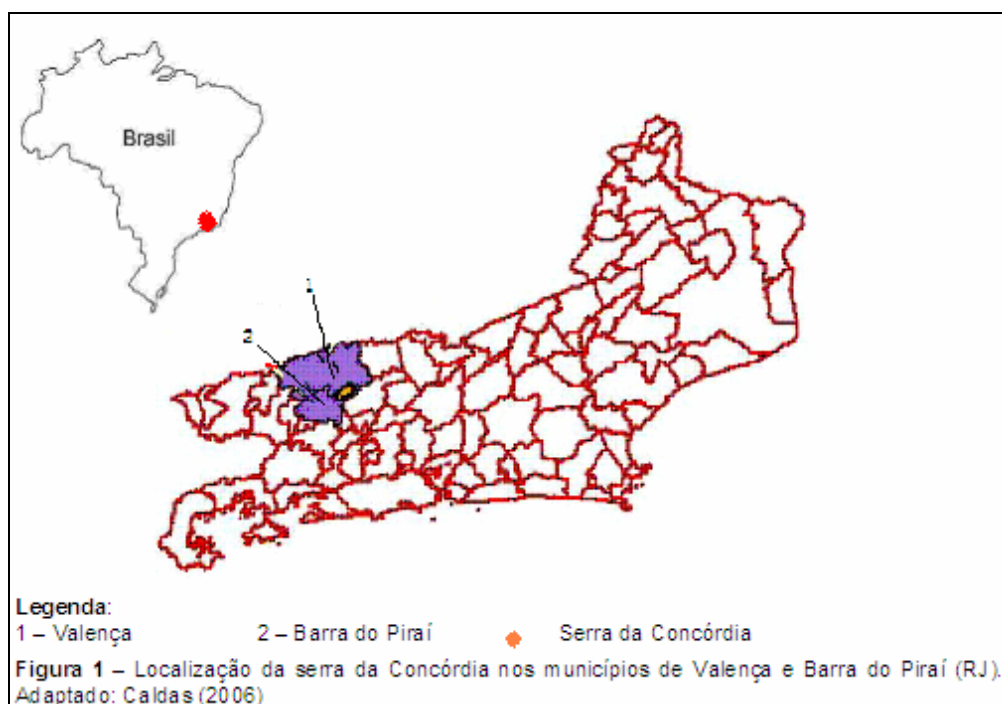 Brasil
1
2
Legenda:
1 – Valença 2 – Barra do Piraí Serra da Concórdia
Figura 1 – Localização da serra da Concórdia nos municípios de Valença e Barra do Piraí (RJ).
Adaptado: Caldas (2006)